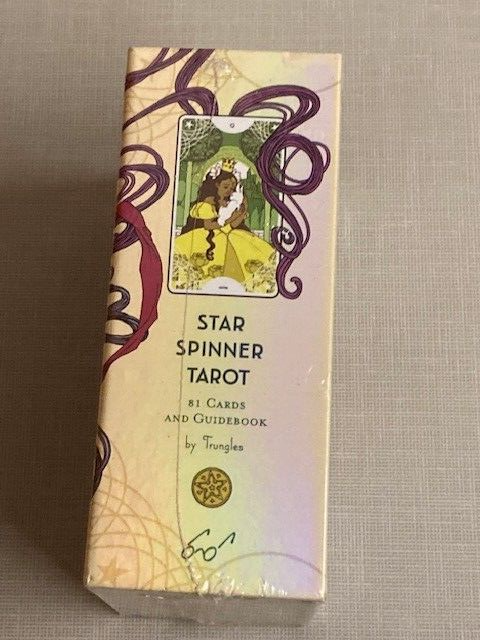 STAR
SPINNER
TAROT
81 CARDS
AND GUIDEBOOK
by Trungles